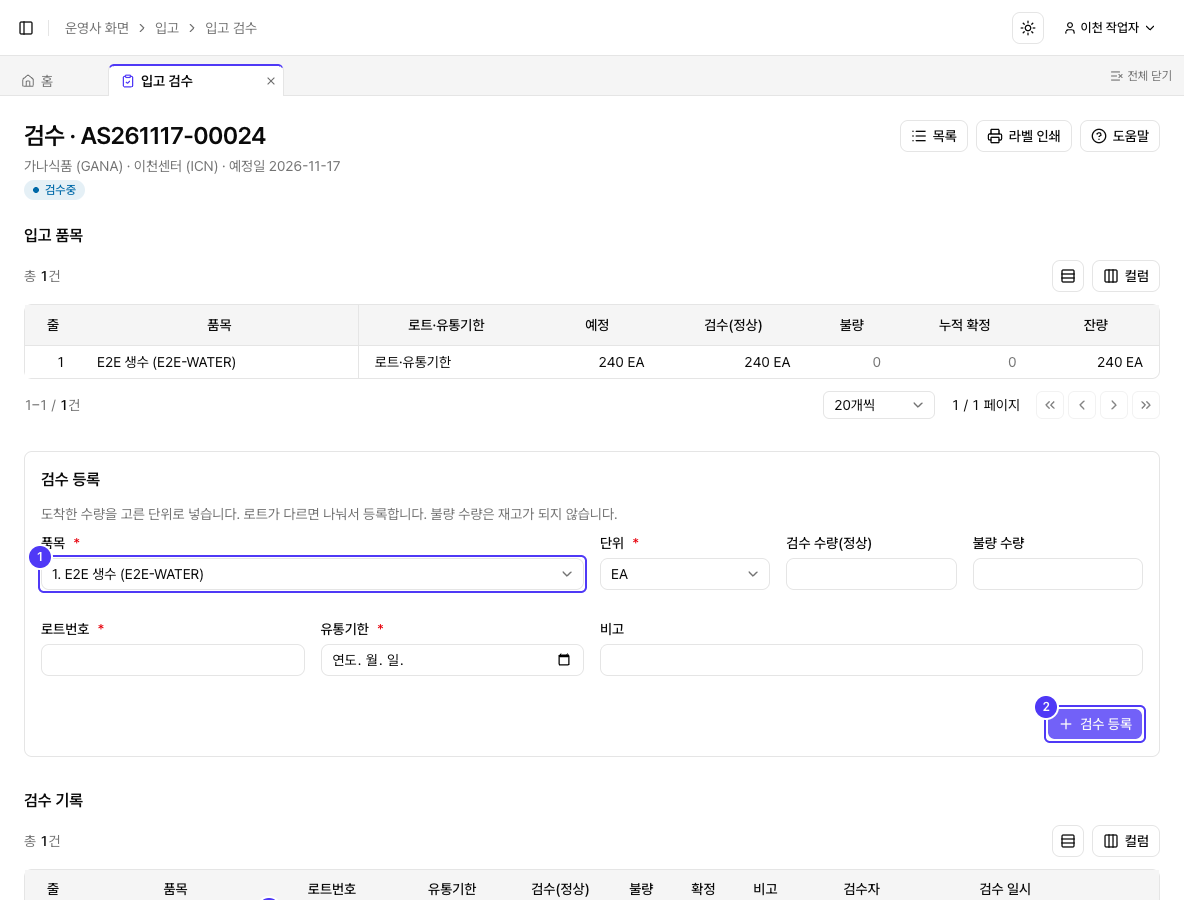 운영사 화면 > 입고 > 입고 검수
이천 작업자
홈
입고 검수
전체 닫기
검수 · AS261117-00024
목록
라벨 인쇄
도움말
가나식품 (GANA) · 이천센터 (ICN) · 예정일 2026-11-17
검수중
입고 품목
총 1건
컬럼
줄 품목 로트·유통기한 예정 검수(정상) 불량 누적 확정 잔량
1 E2E 생수 (E2E-WATER) 로트·유통기한 240 EA 240 EA 0 0 240 EA
1–1 / 1건
20개씩
1 / 1 페이지
검수 등록
도착한 수량을 고른 단위로 넣습니다. 로트가 다르면 나눠서 등록합니다. 불량 수량은 재고가 되지 않습니다.
품목 * 단위 * 검수 수량(정상) 불량 수량
1
1. E2E 생수 (E2E-WATER) EA
로트번호 * 유통기한 * 비고
연도. 월. 일.
2
+ 검수 등록
검수 기록
총 1건
컬럼
줄 품목 로트번호 유통기한 검수(정상) 불량 확정 비고 검수자 검수 일시